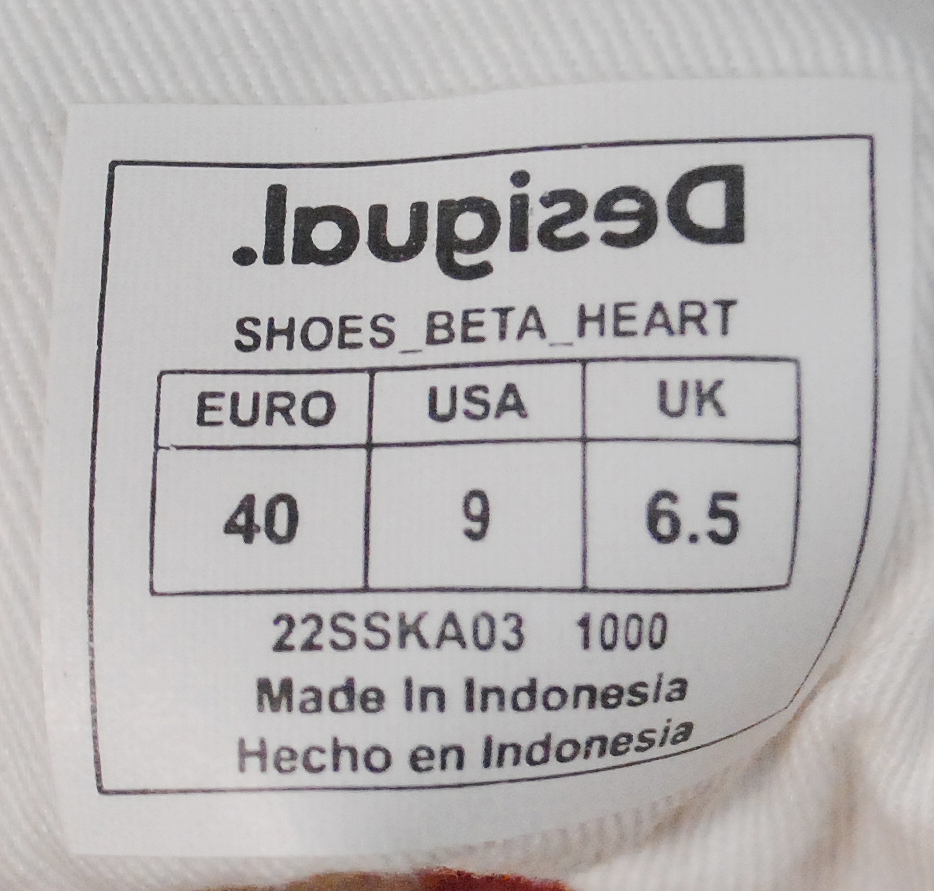 Desigual.
SHOES_BETA_HEART
EURO USA UK
40 9 6.5
22SSKA03 1000
Made In Indonesia
Hecho en Indonesia